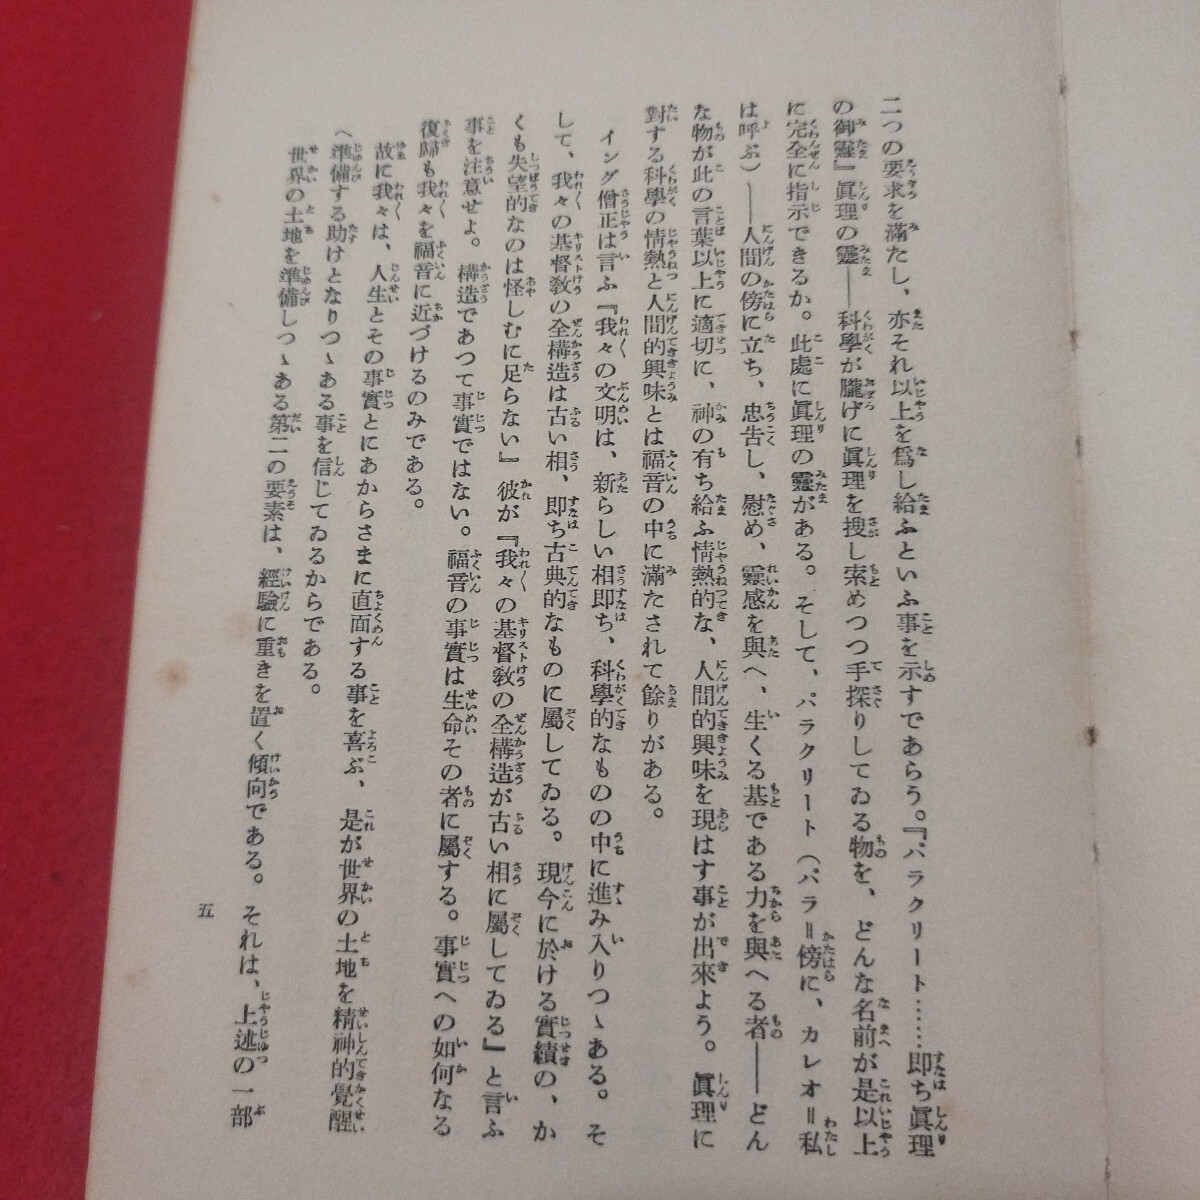 二つの要求を滿たし、亦それ以上を爲し給ふといふ事を示すであらう。『パラクリート……即ち眞理
の御靈』眞理の靈――科學が朧げに眞理を搜し索めつつ手探りしてゐる物を、どんな名前が是以上
に完全に指示できるか。此處に眞理の靈がある。そして、パラクリート（パラ＝傍に、カレオ＝私
は呼ぶ）――人間の傍に立ち、忠吿し、慰め、靈感を與へ、生くる基である力を與へる者――どん
な物が此の言葉以上に適切に、神の有ち給ふ情熱的な、人間的興味を現はす事が出來よう。眞理に
對する科學の情熱と人間的興味とは福音の中に滿たされて餘りがある。
イング僧正は言ふ『我々の文明は、新らしい相即ち、科學的なものの中に進み入りつゝある。そ
して、我々の基督敎の全構造は古い相、即ち古典的なものに屬してゐる。現今に於ける實績の、か
くも失望的なのは怪しむに足らない』彼が『我々の基督敎の全構造が古い相に屬してゐる』と言ふ
事を注意せよ。構造であつて事實ではない。福音の事實は生命その者に屬する。事實への如何なる
復歸も我々を福音に近づけるのみである。
故に我々は、人生とその事實とにあからさまに直面する事を喜ぶ、是が世界の土地を精神的覺醒
へ準備する助けとなりつゝある事を信じてゐるからである。
世界の土地を準備しつゝある第二の要素は、經驗に重きを置く傾向である。それは、上述の一部
五